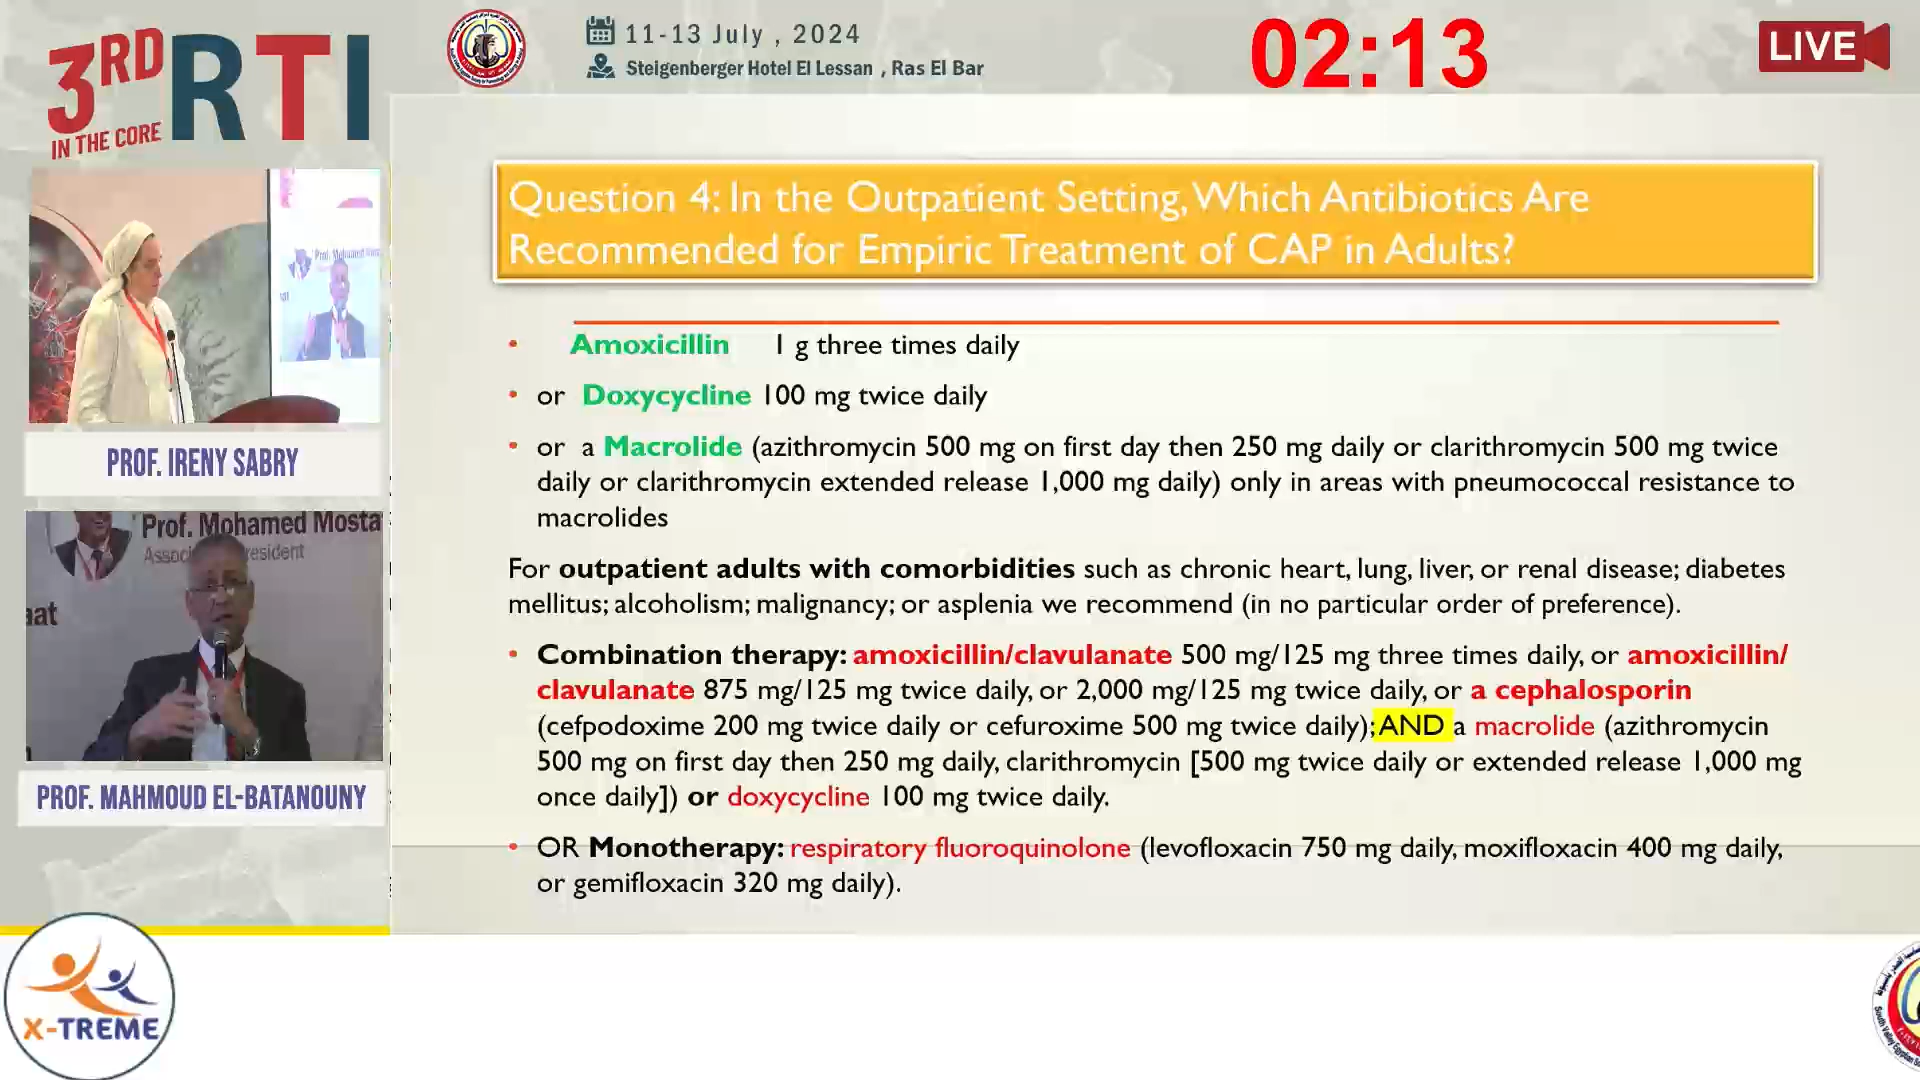 3RD RTI
IN THE CORE
11-13 July , 2024
Steigenberger Hotel El Lessan , Ras El Bar
02:13
LIVE
PROF. IRENY SABRY
Prof. Mohamed Mosta
PROF. MAHMOUD EL-BATANOUNY
X-TREME
Question 4: In the Outpatient Setting, Which Antibiotics Are
Recommended for Empiric Treatment of CAP in Adults?
• Amoxicillin 1 g three times daily
• or Doxycycline 100 mg twice daily
• or a Macrolide (azithromycin 500 mg on first day then 250 mg daily or clarithromycin 500 mg twice
daily or clarithromycin extended release 1,000 mg daily) only in areas with pneumococcal resistance to
macrolides
For outpatient adults with comorbidities such as chronic heart, lung, liver, or renal disease; diabetes
mellitus; alcoholism; malignancy; or asplenia we recommend (in no particular order of preference).
• Combination therapy: amoxicillin/clavulanate 500 mg/125 mg three times daily, or amoxicillin/
clavulanate 875 mg/125 mg twice daily, or 2,000 mg/125 mg twice daily, or a cephalosporin
(cefpodoxime 200 mg twice daily or cefuroxime 500 mg twice daily); AND a macrolide (azithromycin
500 mg on first day then 250 mg daily, clarithromycin [500 mg twice daily or extended release 1,000 mg
once daily]) or doxycycline 100 mg twice daily.
• OR Monotherapy: respiratory fluoroquinolone (levofloxacin 750 mg daily, moxifloxacin 400 mg daily,
or gemifloxacin 320 mg daily).